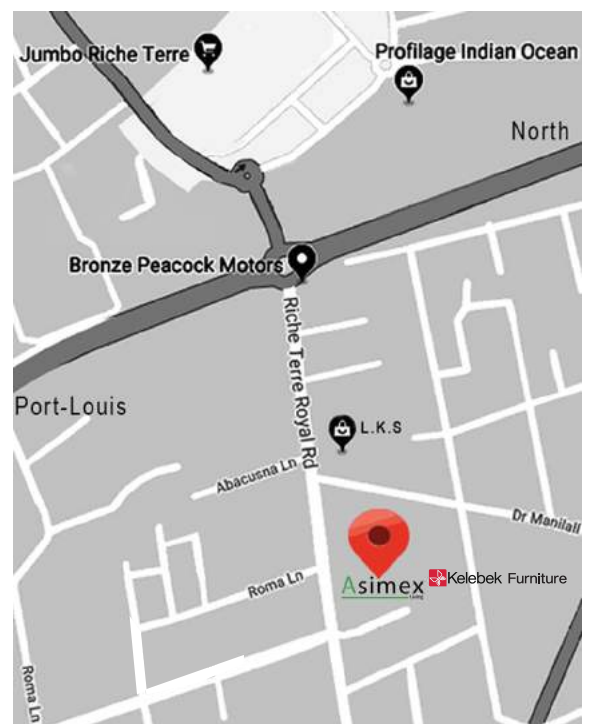 Jumbo Riche Terre
Profilage Indian Ocean
North
Bronze Peacock Motors
Riche Terre Royal Rd
Port-Louis
L.K.S
Abacusna Ln
Dr Manilall
Asimex
Living
Kelebek Furniture
Roma Ln
Roma Ln